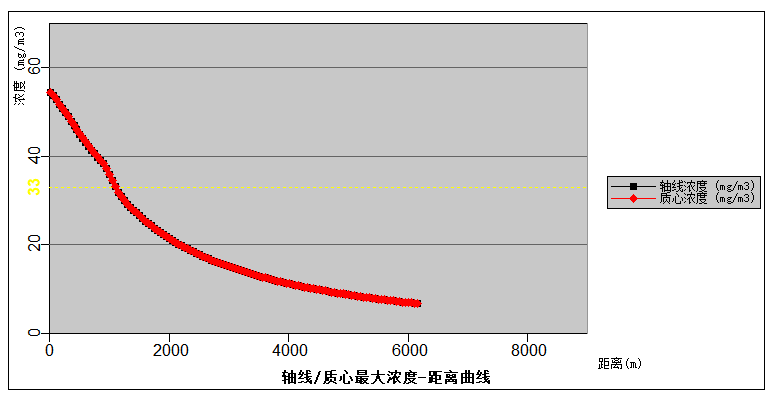 浓度 (mg/m3)
60
40
33
20
0
0 2000 4000 6000 8000
距离(m)
轴线/质心最大浓度-距离曲线
轴线浓度 (mg/m3)
质心浓度 (mg/m3)